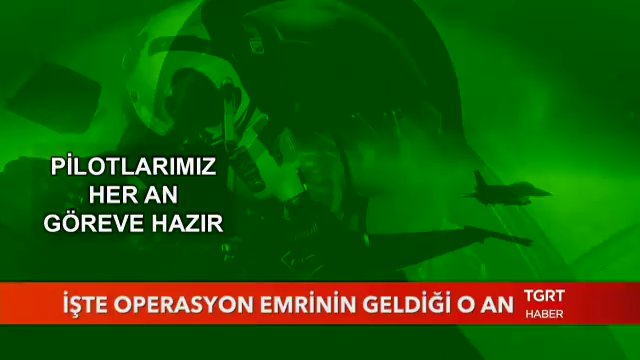 PİLOTLARIMIZ
HER AN
GÖREVE HAZIR
İŞTE OPERASYON EMRİNİN GELDİĞİ O AN
TGRT
HABER